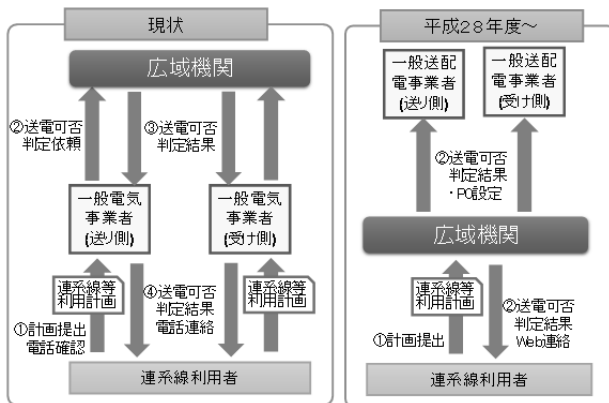 現状
広域機関
②送電可否
判定依頼
③送電可否
判定結果
一般電気
事業者
(送り側)
一般電気
事業者
(受け側)
連系線等
利用計画
④送電可否
判定結果
電話連絡
連系線等
利用計画
①計画提出
電話確認
連系線利用者
平成28年度～
一般送配
電事業者
(送り側)
一般送配
電事業者
(受け側)
②送電可否
判定結果
・PO設定
広域機関
連系線等
利用計画
①計画提出
②送電可否
判定結果
Web連絡
連系線利用者